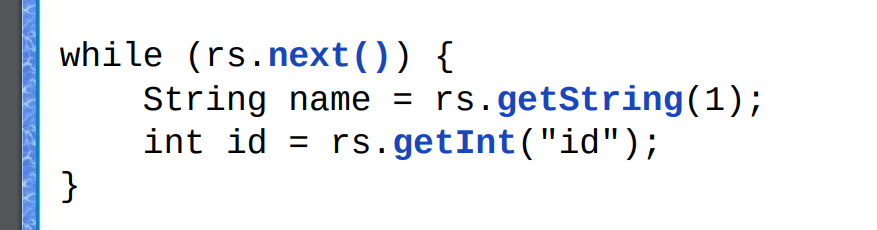 while (rs.next()) {
    String name = rs.getString(1);
    int id = rs.getInt("id");
}